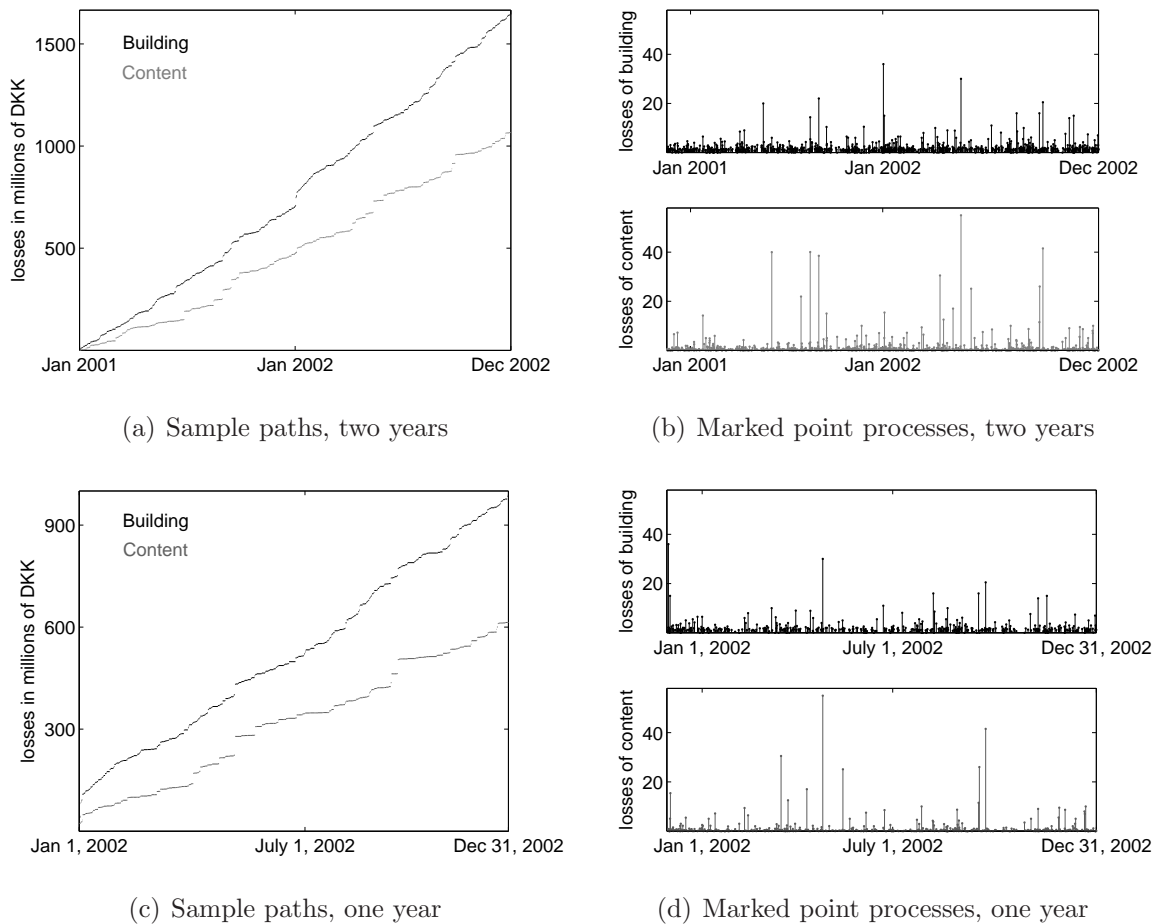 losses in millions of DKK
1500
1000
500
Building
Content
Jan 2001
Jan 2002
Dec 2002
(a) Sample paths, two years
losses of building
40
20
Jan 2001
Jan 2002
Dec 2002
losses of content
40
20
Jan 2001
Jan 2002
Dec 2002
(b) Marked point processes, two years
losses in millions of DKK
900
600
300
Building
Content
Jan 1, 2002
July 1, 2002
Dec 31, 2002
(c) Sample paths, one year
losses of building
40
20
Jan 1, 2002
July 1, 2002
Dec 31, 2002
losses of content
40
20
Jan 1, 2002
July 1, 2002
Dec 31, 2002
(d) Marked point processes, one year